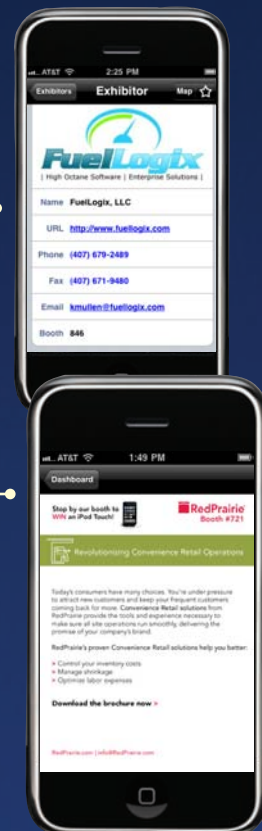 AT&T 2:25 PM
Exhibitors Exhibitor Map
FuelLogix
| High Octane Software | Enterprise Solutions |
Name FuelLogix, LLC
URL http://www.fuellogix.com
Phone (407) 679-2489
Fax (407) 671-9480
Email kmullen@fuellogix.com
Booth 846
AT&T 1:49 PM
Dashboard
Stop by our booth to
WIN an iPod Touch!
RedPrairie
Booth #721
Revolutionizing Convenience Retail Operations
Today's consumers have many choices. You're under pressure
to attract new customers and keep your frequent customers
coming back for more. Convenience Retail solutions from
RedPrairie provide the tools and experience necessary to
make sure all site operations run smoothly, delivering the
promise of your company's brand.
RedPrairie's proven Convenience Retail solutions help you better:
» Control your inventory costs
» Manage shrinkage
» Optimize labor expenses
Download the brochure now »
RedPrairie.com | info@RedPrairie.com